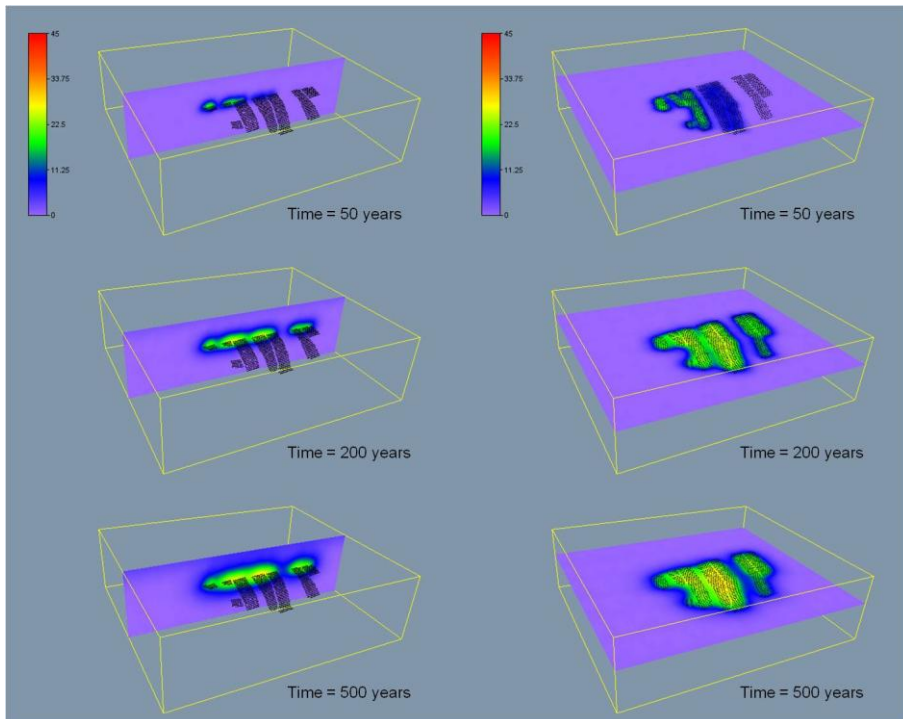 45
33.75
22.5
11.25
0
Time = 50 years
45
33.75
22.5
11.25
0
Time = 50 years
Time = 200 years
Time = 200 years
Time = 500 years
Time = 500 years